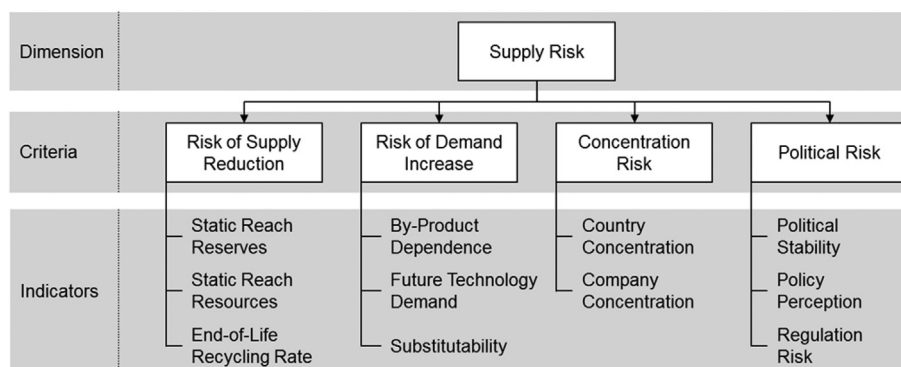 Dimension
Supply Risk
Criteria
Risk of Supply
Reduction
Risk of Demand
Increase
Concentration
Risk
Political Risk
Indicators
Static Reach
Reserves
Static Reach
Resources
End-of-Life
Recycling Rate
By-Product
Dependence
Future Technology
Demand
Substitutability
Country
Concentration
Company
Concentration
Political
Stability
Policy
Perception
Regulation
Risk